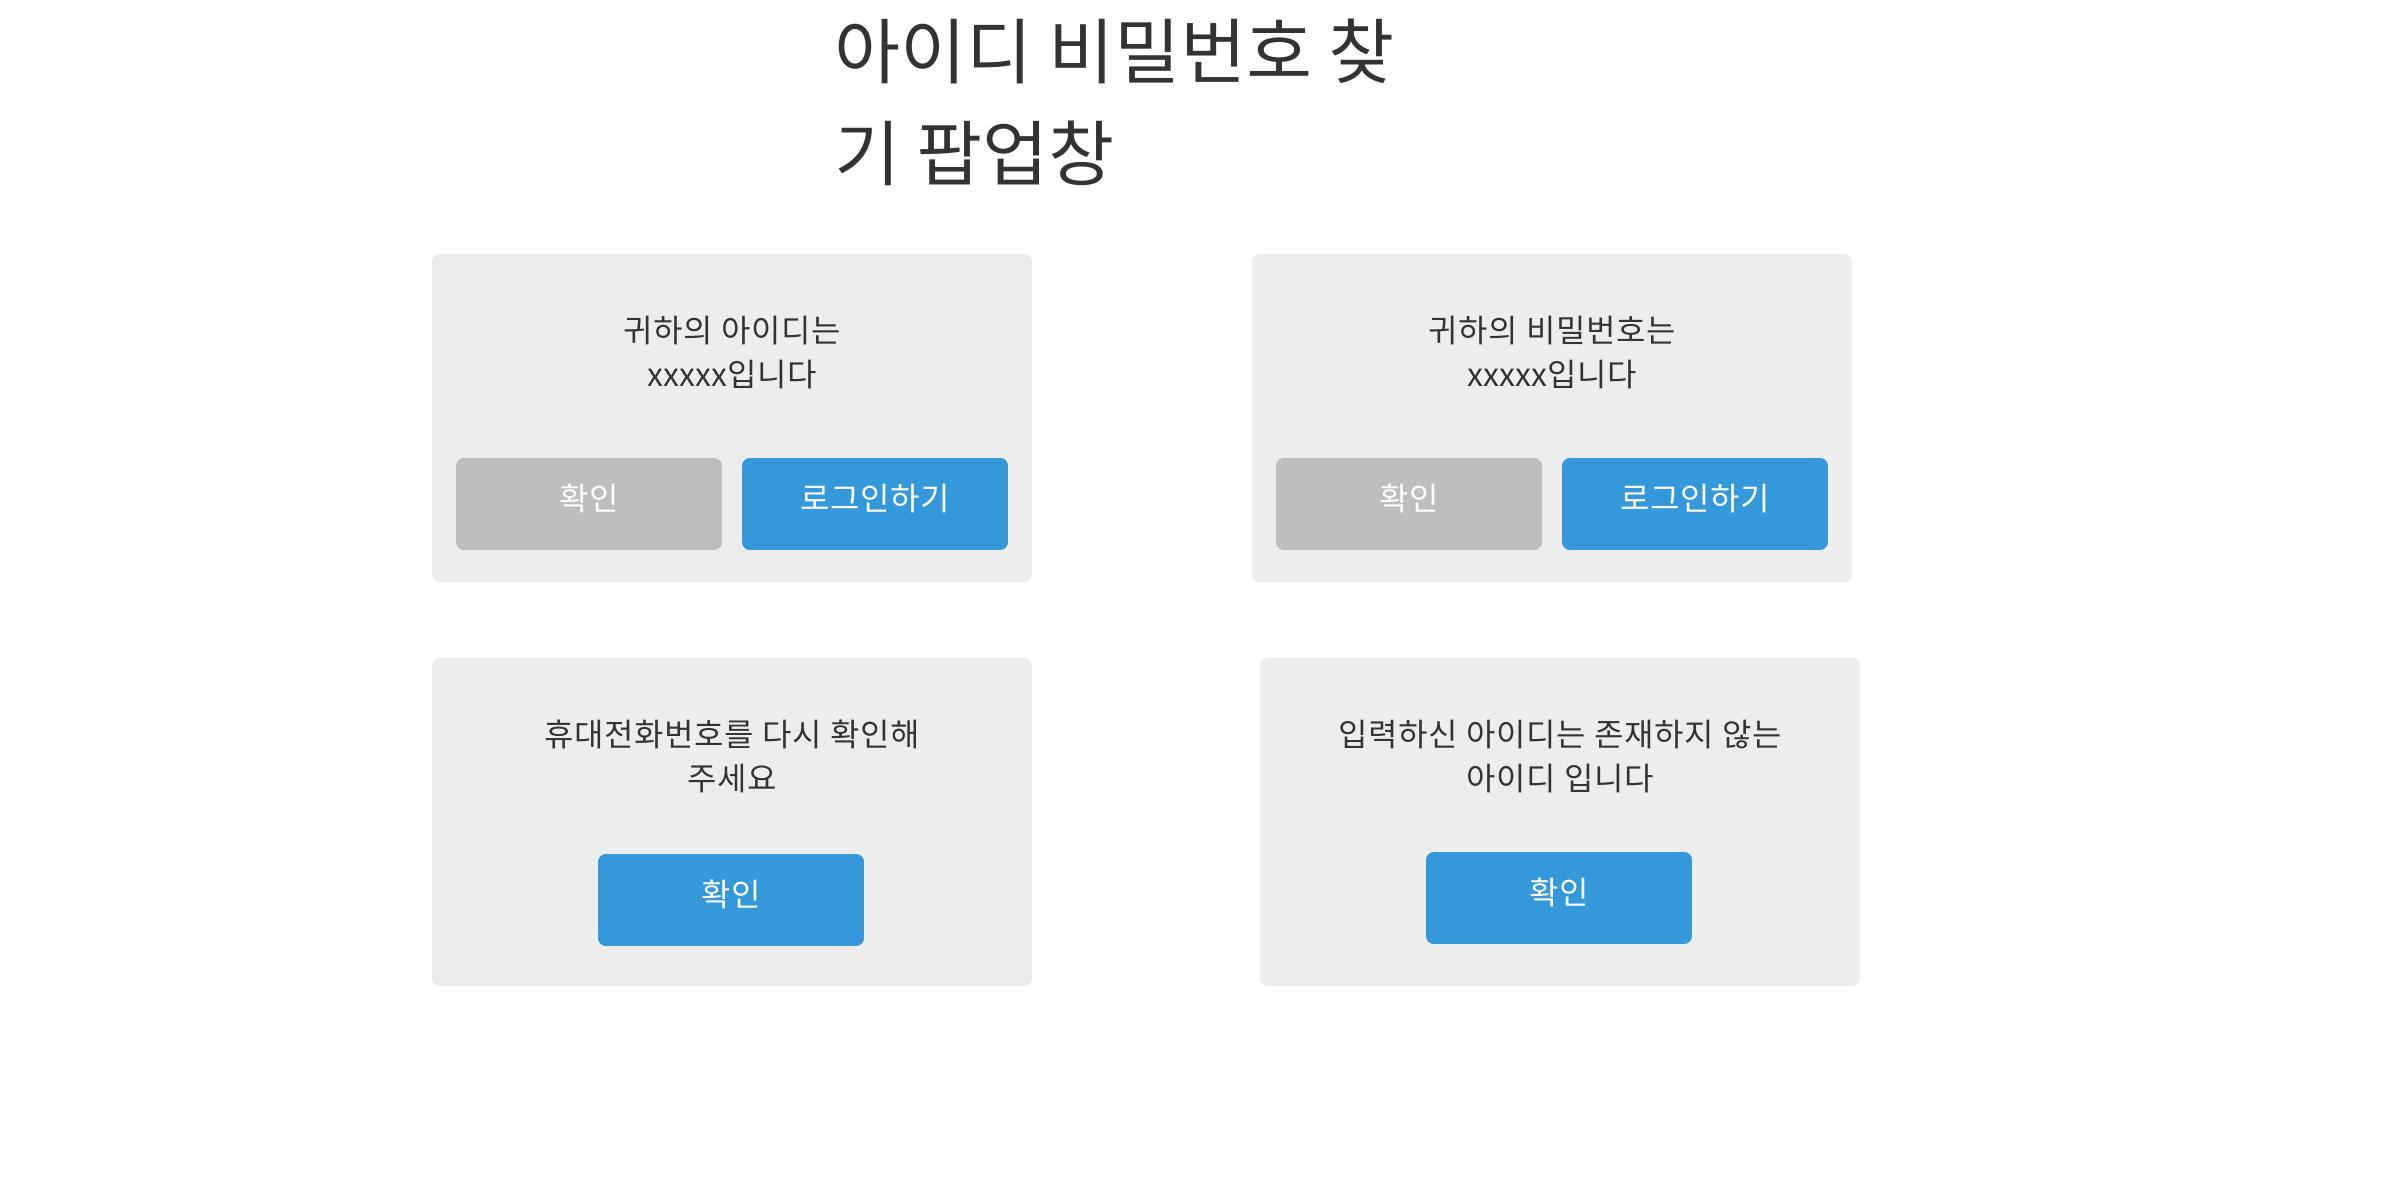 아이디 비밀번호 찾
기 팝업창
귀하의 아이디는
xxxxx입니다
확인
로그인하기
귀하의 비밀번호는
xxxxx입니다
확인
로그인하기
휴대전화번호를 다시 확인해
주세요
확인
입력하신 아이디는 존재하지 않는
아이디 입니다
확인